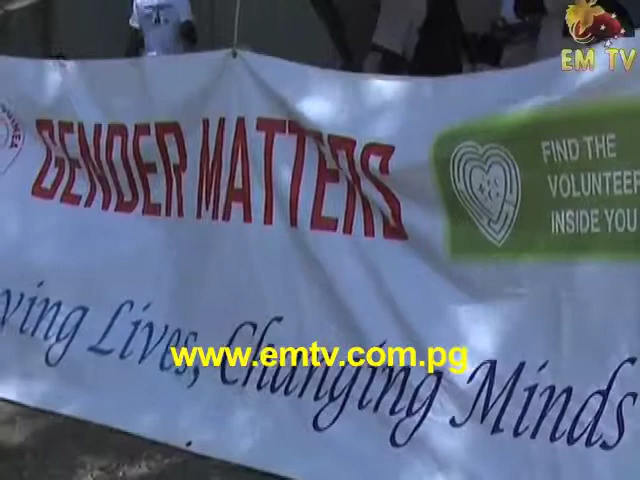 EM TV
GENDER MATTERS
FIND THE
VOLUNTEER
INSIDE YOU
ving Lives, Changing Minds
www.emtv.com.pg